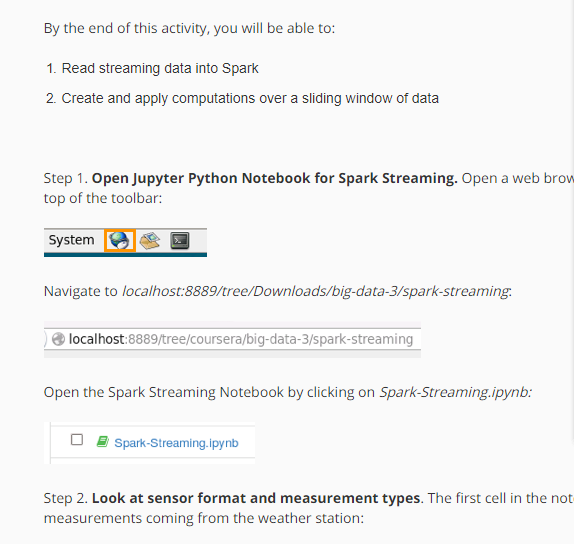 By the end of this activity, you will be able to:
1. Read streaming data into Spark
2. Create and apply computations over a sliding window of data
Step 1. Open Jupyter Python Notebook for Spark Streaming. Open a web brow
top of the toolbar:
System
Navigate to localhost:8889/tree/Downloads/big-data-3/spark-streaming:
localhost:8889/tree/coursera/big-data-3/spark-streaming
Open the Spark Streaming Notebook by clicking on Spark-Streaming.ipynb:
Spark-Streaming.ipynb
Step 2. Look at sensor format and measurement types. The first cell in the not
measurements coming from the weather station: